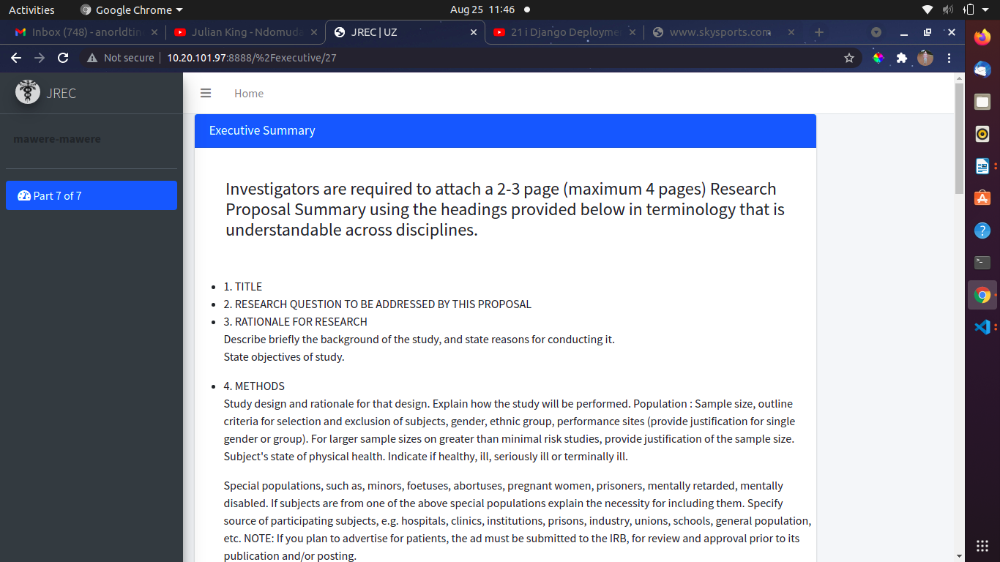 Activities
Google Chrome
Aug 25 11:46
Inbox (748) - anorldtin
Julian King - Ndomuda
JREC | UZ
21 i Django Deployme
www.skysports.com
Not secure
10.20.101.97:8888/%2Fexecutive/27
JREC
Home
mawere-mawere
Part 7 of 7
Executive Summary
Investigators are required to attach a 2-3 page (maximum 4 pages) Research
Proposal Summary using the headings provided below in terminology that is
understandable across disciplines.
1. TITLE
2. RESEARCH QUESTION TO BE ADDRESSED BY THIS PROPOSAL
3. RATIONALE FOR RESEARCH
Describe briefly the background of the study, and state reasons for conducting it.
State objectives of study.
4. METHODS
Study design and rationale for that design. Explain how the study will be performed. Population : Sample size, outline
criteria for selection and exclusion of subjects, gender, ethnic group, performance sites (provide justification for single
gender or group). For larger sample sizes on greater than minimal risk studies, provide justification of the sample size.
Subject's state of physical health. Indicate if healthy, ill, seriously ill or terminally ill.
Special populations, such as, minors, foetuses, abortuses, pregnant women, prisoners, mentally retarded, mentally
disabled. If subjects are from one of the above special populations explain the necessity for including them. Specify
source of participating subjects, e.g. hospitals, clinics, institutions, prisons, industry, unions, schools, general population,
etc. NOTE: If you plan to advertise for patients, the ad must be submitted to the IRB, for review and approval prior to its
publication and/or posting.